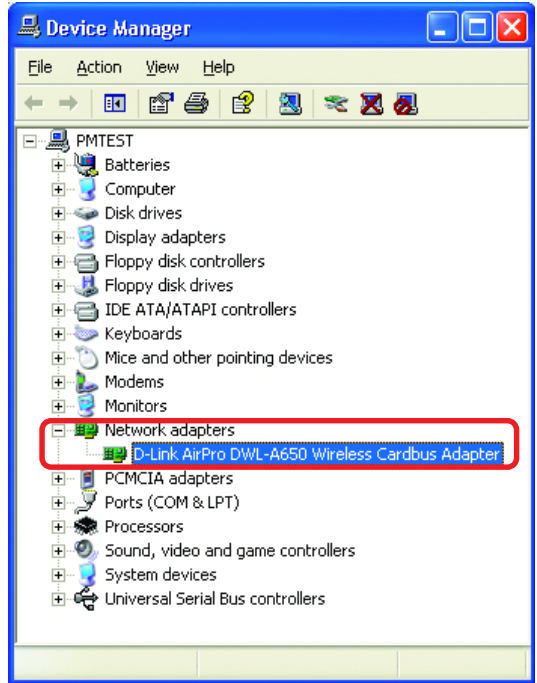 Device Manager
File Action View Help
PMTEST
Batteries
Computer
Disk drives
Display adapters
Floppy disk controllers
Floppy disk drives
IDE ATA/ATAPI controllers
Keyboards
Mice and other pointing devices
Modems
Monitors
Network adapters
D-Link AirPro DWL-A650 Wireless Cardbus Adapter
PCMCIA adapters
Ports (COM & LPT)
Processors
Sound, video and game controllers
System devices
Universal Serial Bus controllers